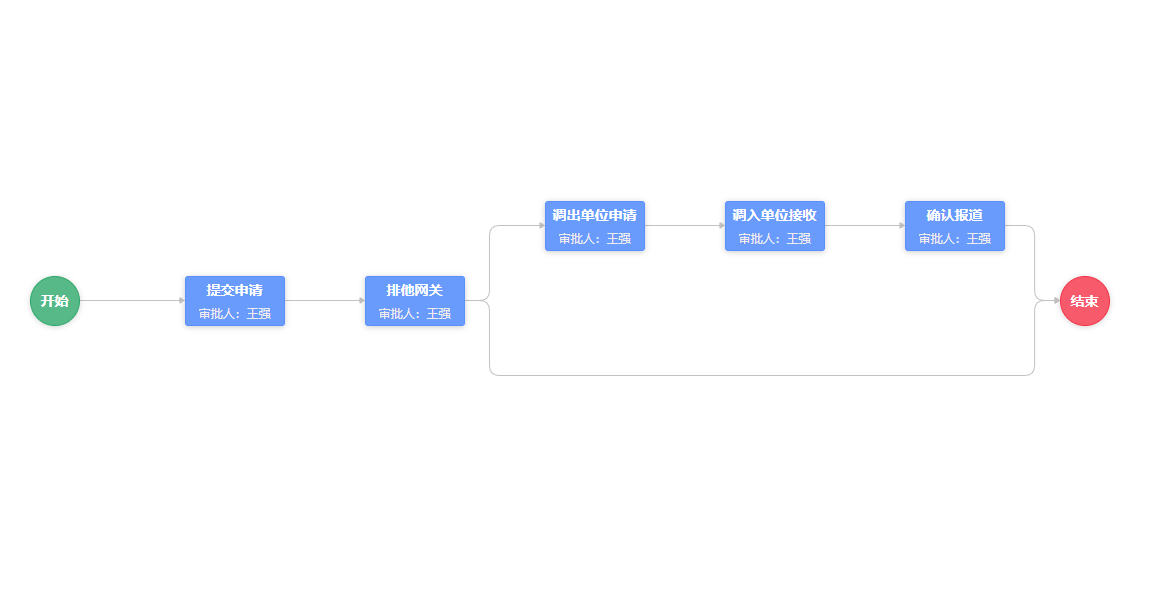 开始
提交申请
审批人：王强
排他网关
审批人：王强
调出单位申请
审批人：王强
调入单位接收
审批人：王强
确认报道
审批人：王强
结束